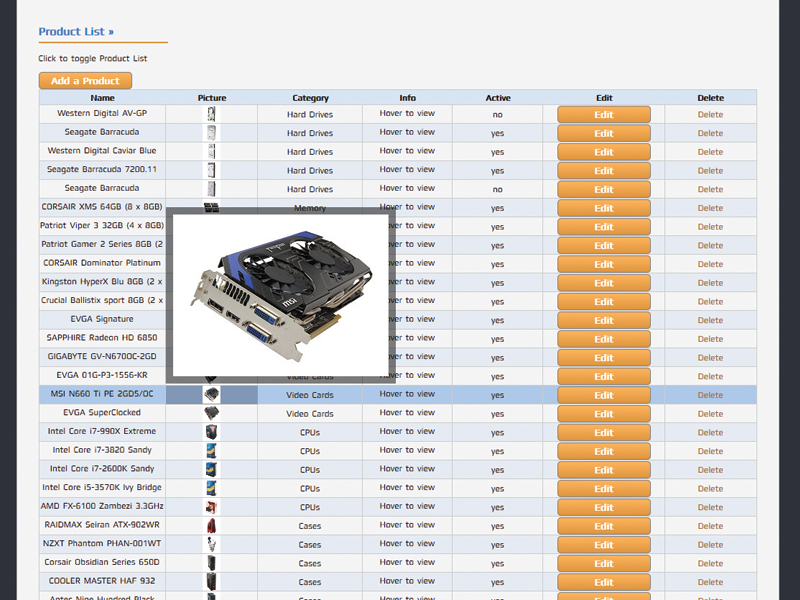 Product List »
Click to toggle Product List
Add a Product
Name Picture Category Info Active Edit Delete
Western Digital AV-GP Hard Drives Hover to view no Edit Delete
Seagate Barracuda Hard Drives Hover to view yes Edit Delete
Western Digital Caviar Blue Hard Drives Hover to view yes Edit Delete
Seagate Barracuda 7200.11 Hard Drives Hover to view yes Edit Delete
Seagate Barracuda Hard Drives Hover to view no Edit Delete
CORSAIR XMS 64GB (8 x 8GB) Memory Hover to view yes Edit Delete
Patriot Viper 3 32GB (4 x 8GB) to view yes Edit Delete
Patriot Gamer 2 Series 8GB (2 to view yes Edit Delete
CORSAIR Dominator Platinum to view yes Edit Delete
Kingston HyperX Blu 8GB (2 x to view yes Edit Delete
Crucial Ballistix sport 8GB (2 x to view yes Edit Delete
EVGA Signature to view yes Edit Delete
SAPPHIRE Radeon HD 6850 to view yes Edit Delete
GIGABYTE GV-N670OC-2GD to view yes Edit Delete
EVGA 01G-P3-1556-KR Video Cards to view yes Edit Delete
MSI N660 Ti PE 2GD5/OC Video Cards Hover to view yes Edit Delete
EVGA SuperClocked Video Cards Hover to view yes Edit Delete
Intel Core i7-990X Extreme CPUs Hover to view yes Edit Delete
Intel Core i7-3820 Sandy CPUs Hover to view yes Edit Delete
Intel Core i7-2600K Sandy CPUs Hover to view yes Edit Delete
Intel Core i5-3570K Ivy Bridge CPUs Hover to view yes Edit Delete
AMD FX-6100 Zambezi 3.3GHz CPUs Hover to view yes Edit Delete
RAIDMAX Seiran ATX-902WR Cases Hover to view yes Edit Delete
NZXT Phantom PHAN-001WT Cases Hover to view yes Edit Delete
Corsair Obsidian Series 650D Cases Hover to view yes Edit Delete
COOLER MASTER HAF 932 Cases Hover to view yes Edit Delete
Antec Nine Hundred Black Cases Hover to view yes Edit Delete
msi